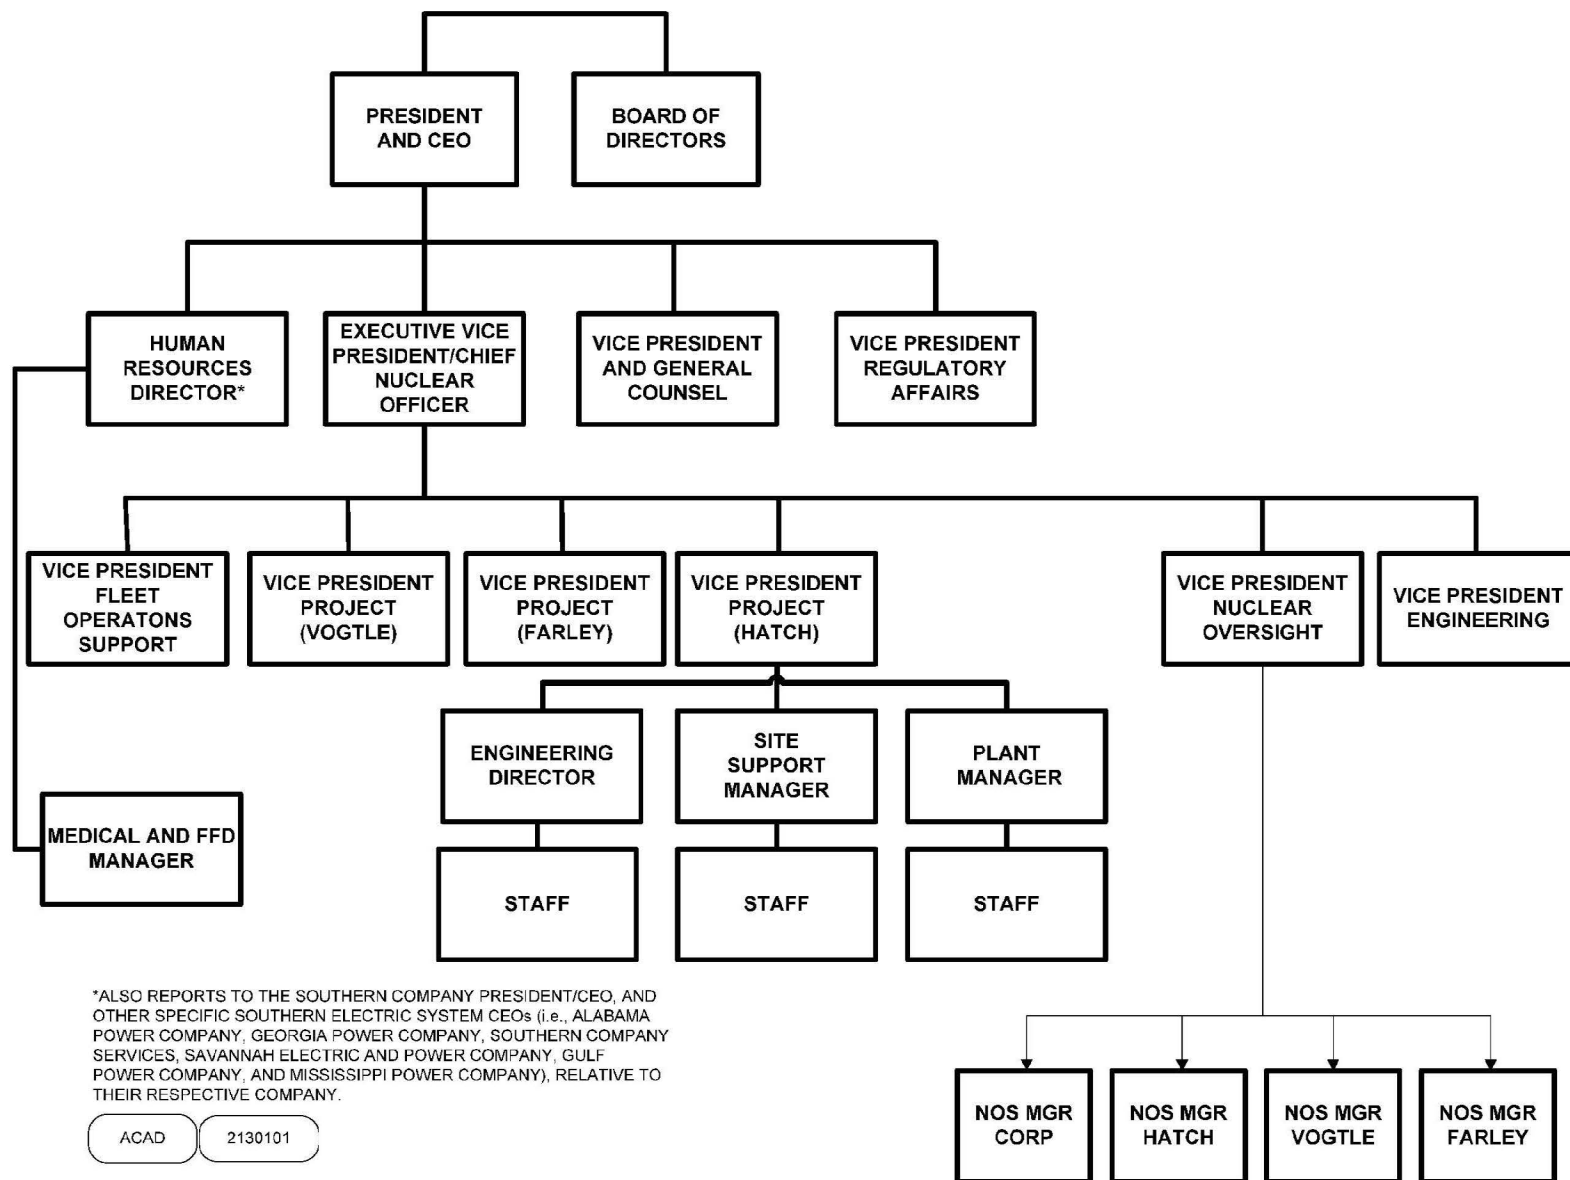 PRESIDENT
AND CEO
BOARD OF
DIRECTORS
HUMAN
RESOURCES
DIRECTOR*
EXECUTIVE VICE
PRESIDENT/CHIEF
NUCLEAR
OFFICER
VICE PRESIDENT
AND GENERAL
COUNSEL
VICE PRESIDENT
REGULATORY
AFFAIRS
VICE PRESIDENT
FLEET
OPERATONS
SUPPORT
VICE PRESIDENT
PROJECT
(VOGTLE)
VICE PRESIDENT
PROJECT
(FARLEY)
VICE PRESIDENT
PROJECT
(HATCH)
VICE PRESIDENT
NUCLEAR
OVERSIGHT
VICE PRESIDENT
ENGINEERING
ENGINEERING
DIRECTOR
SITE
SUPPORT
MANAGER
PLANT
MANAGER
MEDICAL AND FFD
MANAGER
STAFF
STAFF
STAFF
*ALSO REPORTS TO THE SOUTHERN COMPANY PRESIDENT/CEO, AND
OTHER SPECIFIC SOUTHERN ELECTRIC SYSTEM CEOs (i.e., ALABAMA
POWER COMPANY, GEORGIA POWER COMPANY, SOUTHERN COMPANY
SERVICES, SAVANNAH ELECTRIC AND POWER COMPANY, GULF
POWER COMPANY, AND MISSISSIPPI POWER COMPANY), RELATIVE TO
THEIR RESPECTIVE COMPANY.
ACAD
2130101
NOS MGR
CORP
NOS MGR
HATCH
NOS MGR
VOGTLE
NOS MGR
FARLEY